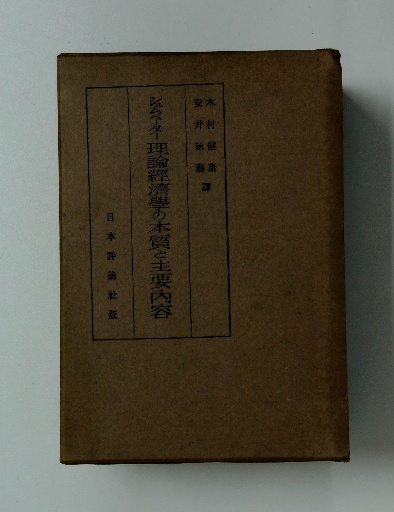 木村健康
安井琢磨 譯
シュムペーター 理論經濟學の本質と主要内容
日本評論社版